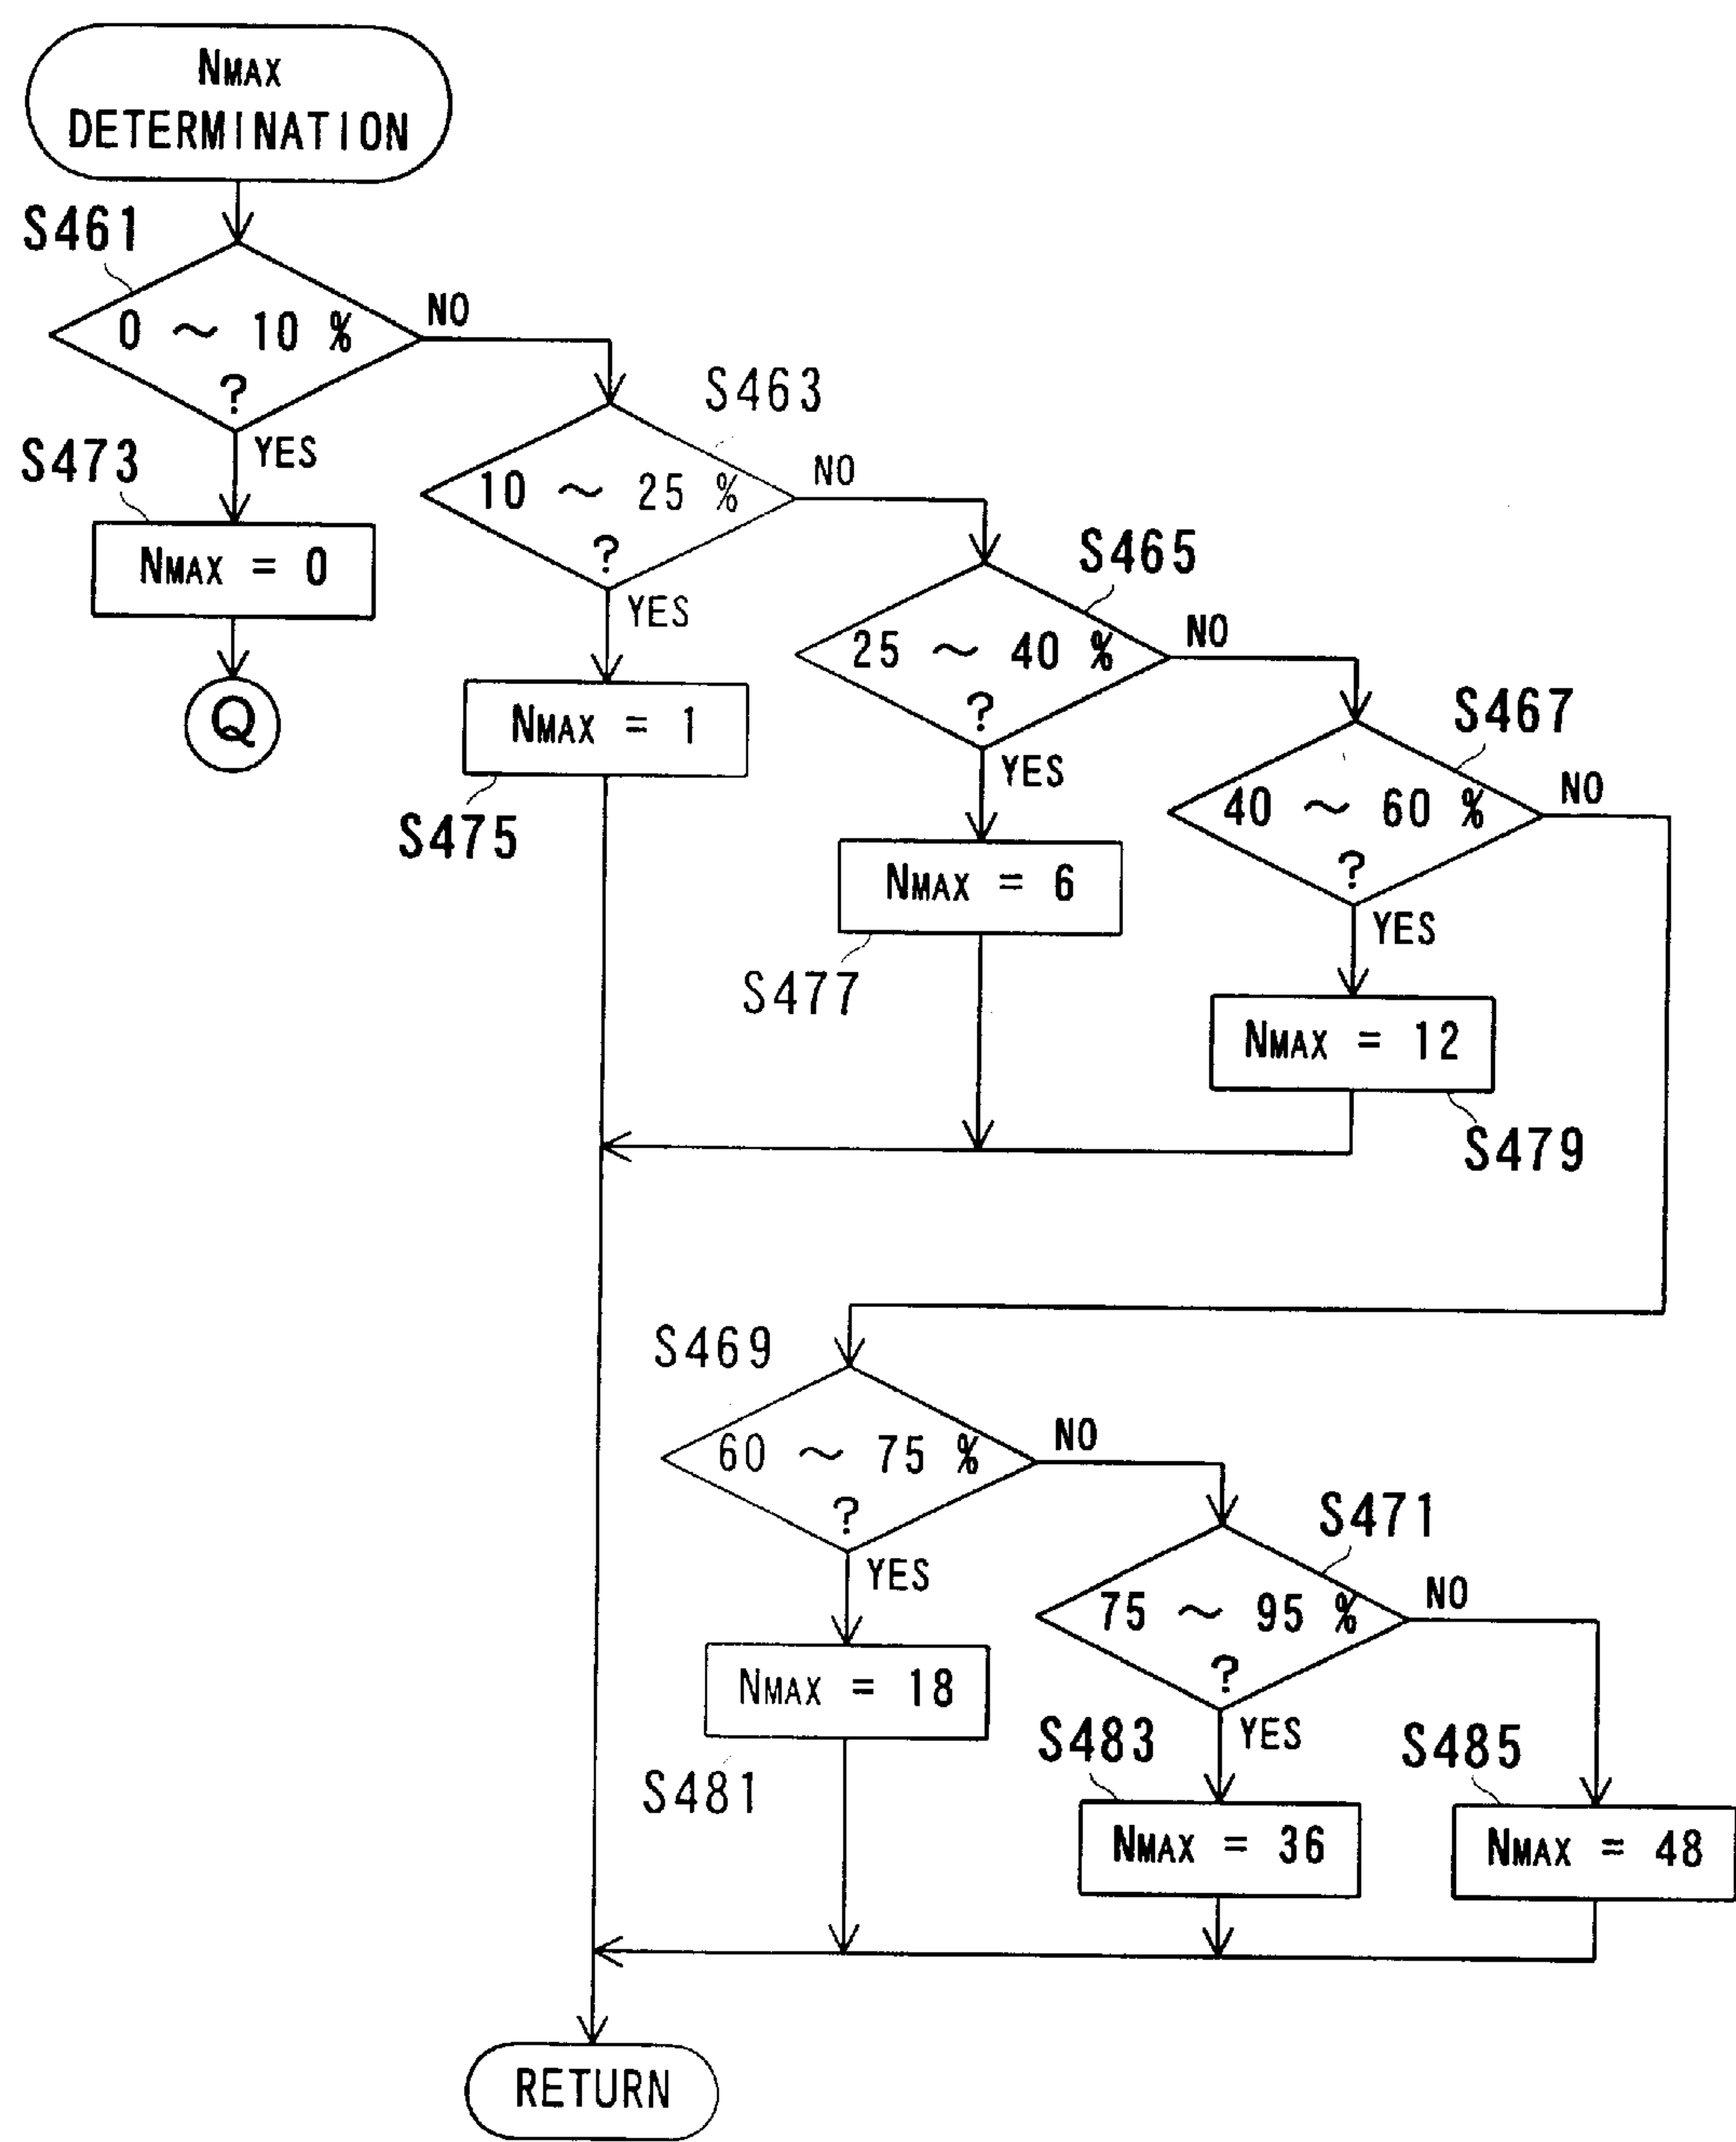 NMAX
DETERMINATION
S461
0 ~ 10 %
?
NO
YES
S473
NMAX = 0
Q
S463
10 ~ 25 %
?
NO
YES
NMAX = 1
S475
S465
25 ~ 40 %
?
NO
YES
NMAX = 6
S477
S467
40 ~ 60 %
?
NO
YES
NMAX = 12
S479
S469
60 ~ 75 %
?
NO
YES
NMAX = 18
S481
S471
75 ~ 95 %
?
NO
YES
S483
NMAX = 36
S485
NMAX = 48
RETURN